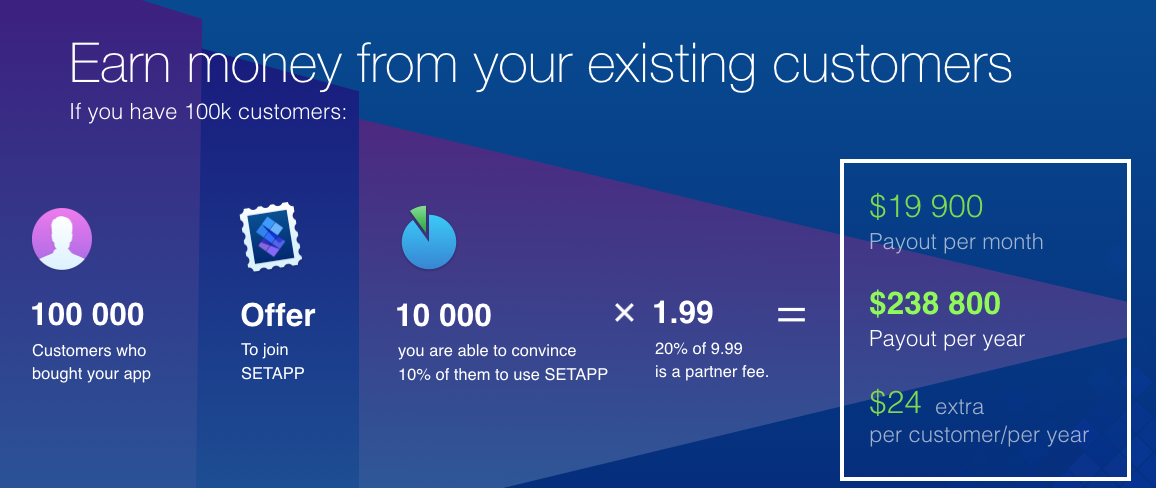 Earn money from your existing customers
If you have 100k customers:
100 000
Customers who
bought your app
Offer
To join
SETAPP
10 000
you are able to convince
10% of them to use SETAPP
× 1.99
20% of 9.99
is a partner fee.
=
$19 900
Payout per month
$238 800
Payout per year
$24 extra
per customer/per year